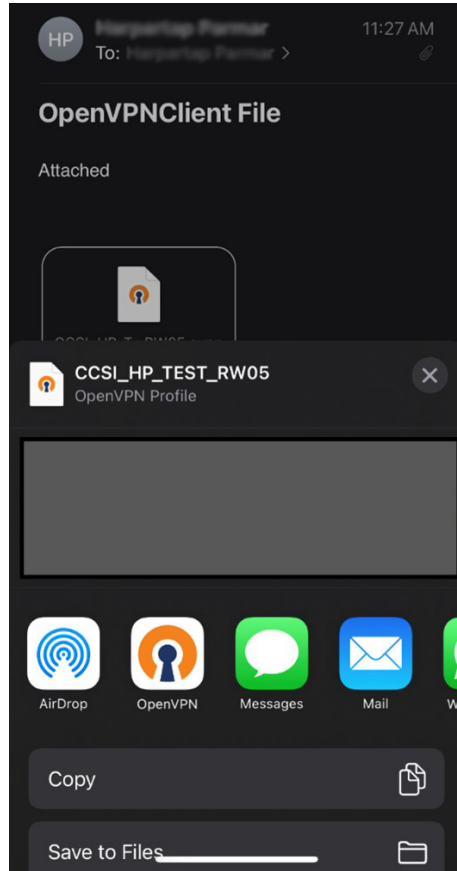 HP
11:27 AM
To:
OpenVPNClient File
Attached
CCSI_HP_TEST_RW05
OpenVPN Profile
AirDrop
OpenVPN
Messages
Mail
W
Copy
Save to Files